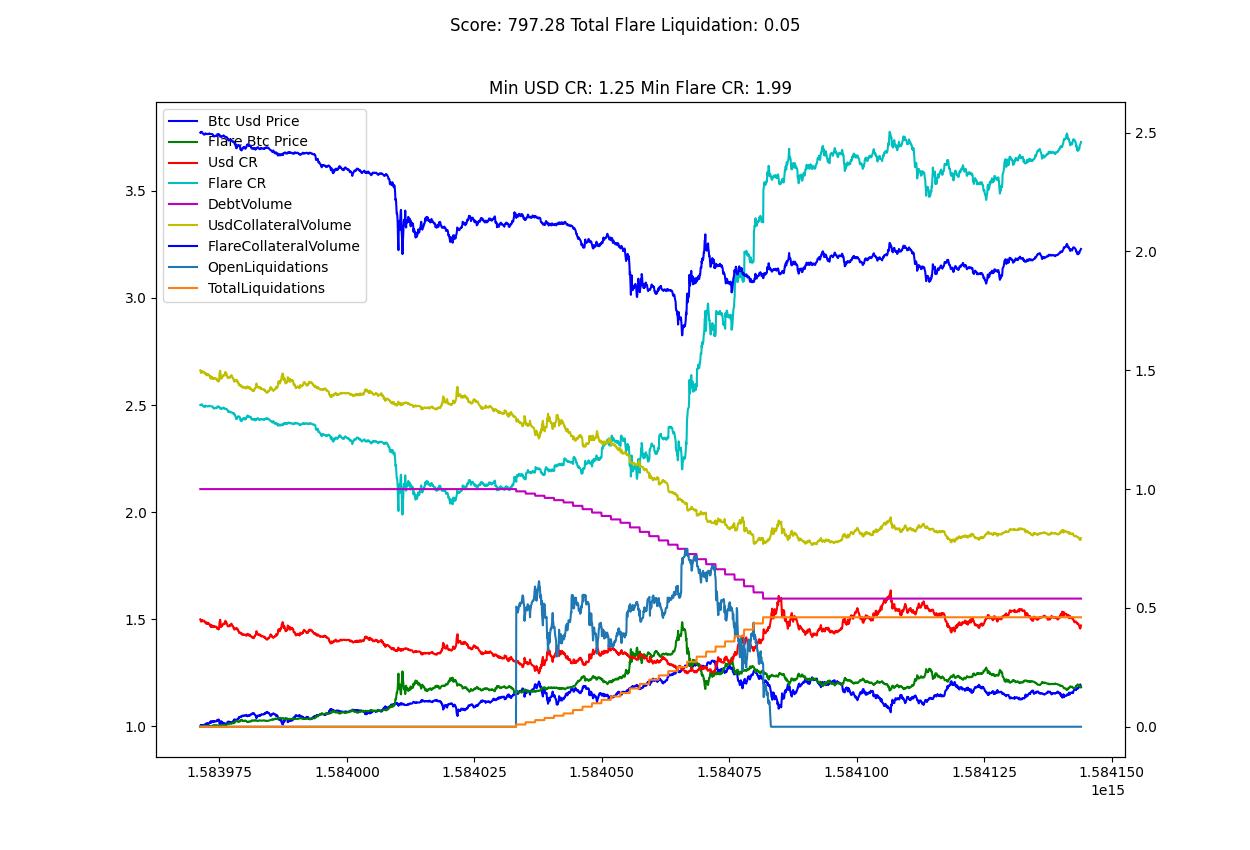 Score: 797.28 Total Flare Liquidation: 0.05
Min USD CR: 1.25 Min Flare CR: 1.99
Btc Usd Price
Flare Btc Price
Usd CR
Flare CR
DebtVolume
UsdCollateralVolume
FlareCollateralVolume
OpenLiquidations
TotalLiquidations
3.5
3.0
2.5
2.0
1.5
1.0
2.5
2.0
1.5
1.0
0.5
0.0
1.583975 1.584000 1.584025 1.584050 1.584075 1.584100 1.584125 1.584150
1e15